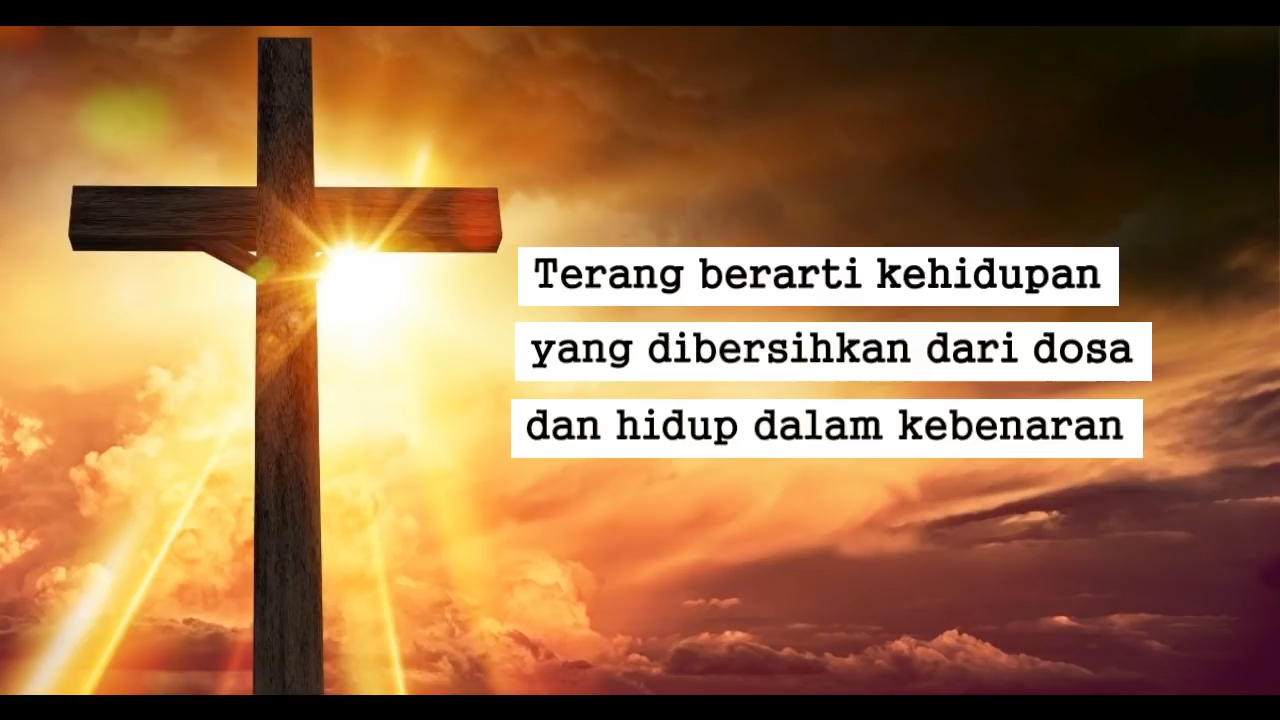 Terang berarti kehidupan
yang dibersihkan dari dosa
dan hidup dalam kebenaran